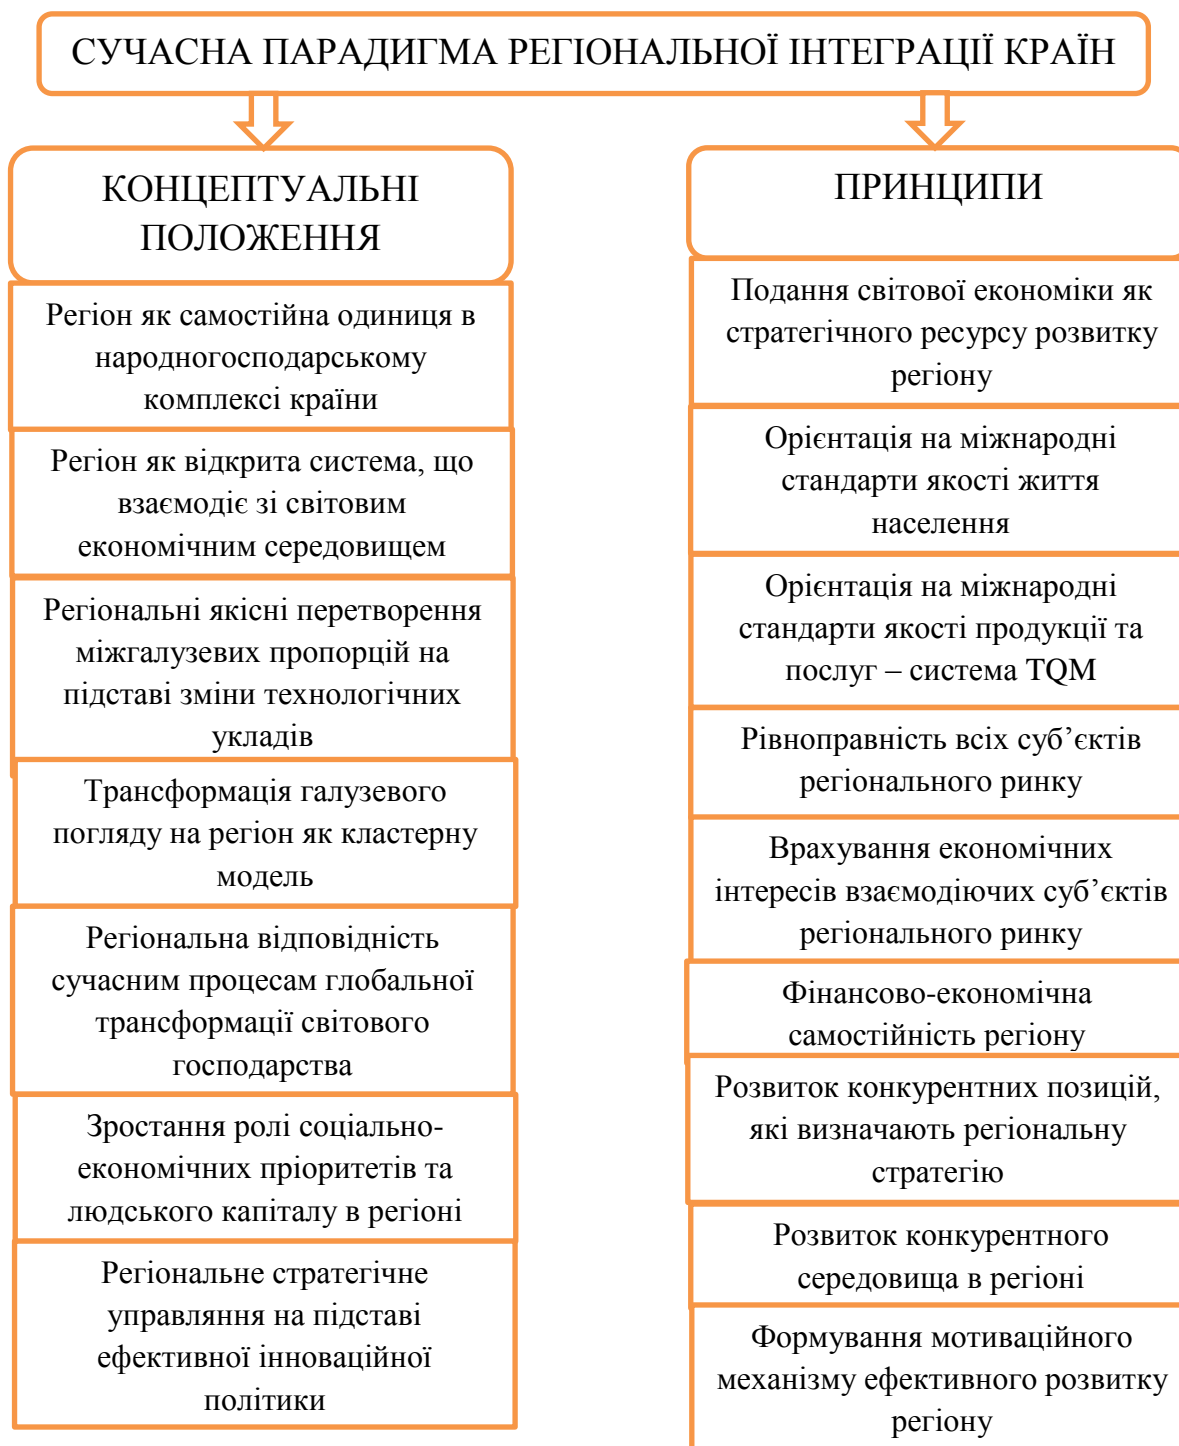 СУЧАСНА ПАРАДИГМА РЕГІОНАЛЬНОЇ ІНТЕГРАЦІЇ КРАЇН
КОНЦЕПТУАЛЬНІ
ПОЛОЖЕННЯ
Регіон як самостійна одиниця в
народногосподарському
комплексі країни
Регіон як відкрита система, що
взаємодіє зі світовим
економічним середовищем
Регіональні якісні перетворення
міжгалузевих пропорцій на
підставі зміни технологічних
укладів
Трансформація галузевого
погляду на регіон як кластерну
модель
Регіональна відповідність
сучасним процесам глобальної
трансформації світового
господарства
Зростання ролі соціально-
економічних пріоритетів та
людського капіталу в регіоні
Регіональне стратегічне
управляння на підставі
ефективної інноваційної
політики
ПРИНЦИПИ
Подання світової економіки як
стратегічного ресурсу розвитку
регіону
Орієнтація на міжнародні
стандарти якості життя
населення
Орієнтація на міжнародні
стандарти якості продукції та
послуг – система TQM
Рівноправність всіх суб’єктів
регіонального ринку
Врахування економічних
інтересів взаємодіючих суб’єктів
регіонального ринку
Фінансово-економічна
самостійність регіону
Розвиток конкурентних позицій,
які визначають регіональну
стратегію
Розвиток конкурентного
середовища в регіоні
Формування мотиваційного
механізму ефективного розвитку
регіону